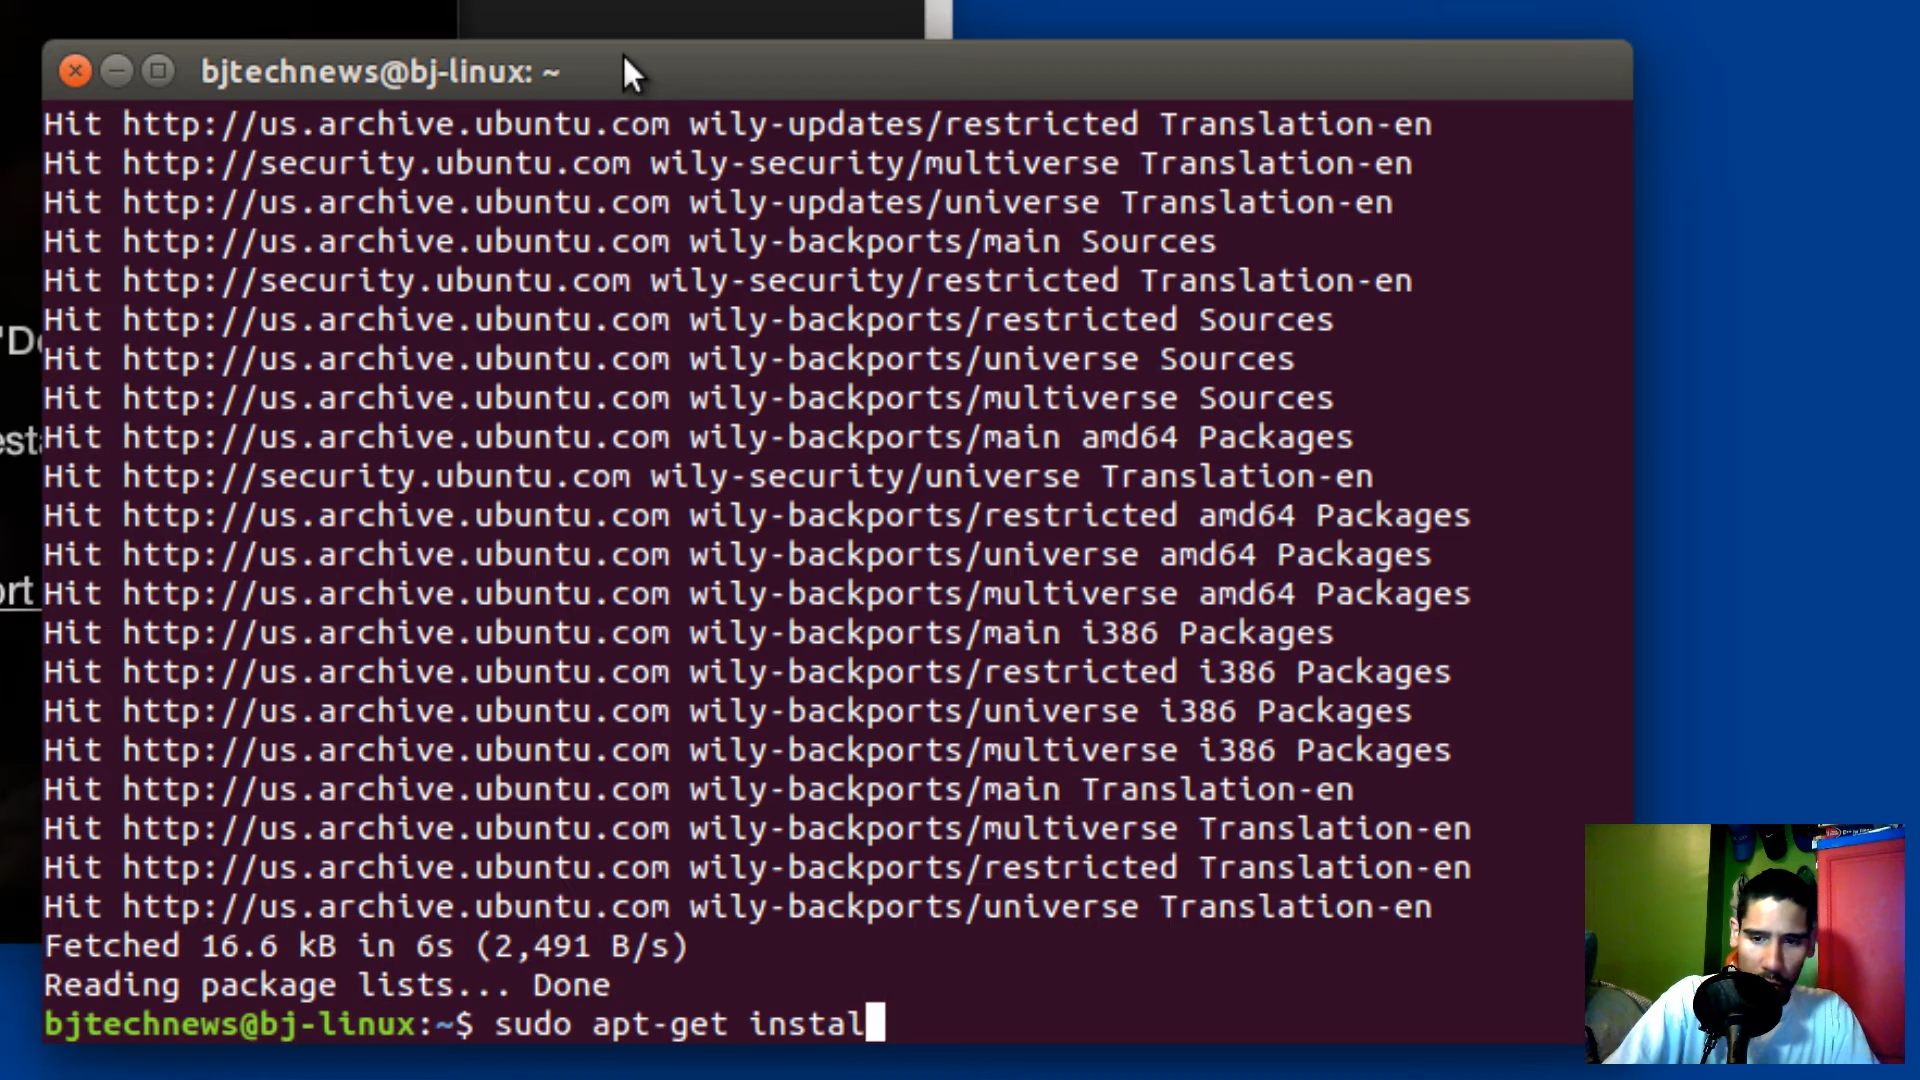 bjtechnews@bj-linux: ~
Hit http://us.archive.ubuntu.com wily-updates/restricted Translation-en
Hit http://security.ubuntu.com wily-security/multiverse Translation-en
Hit http://us.archive.ubuntu.com wily-updates/universe Translation-en
Hit http://us.archive.ubuntu.com wily-backports/main Sources
Hit http://security.ubuntu.com wily-security/restricted Translation-en
Hit http://us.archive.ubuntu.com wily-backports/restricted Sources
Hit http://us.archive.ubuntu.com wily-backports/universe Sources
Hit http://us.archive.ubuntu.com wily-backports/multiverse Sources
Hit http://us.archive.ubuntu.com wily-backports/main amd64 Packages
Hit http://security.ubuntu.com wily-security/universe Translation-en
Hit http://us.archive.ubuntu.com wily-backports/restricted amd64 Packages
Hit http://us.archive.ubuntu.com wily-backports/universe amd64 Packages
Hit http://us.archive.ubuntu.com wily-backports/multiverse amd64 Packages
Hit http://us.archive.ubuntu.com wily-backports/main i386 Packages
Hit http://us.archive.ubuntu.com wily-backports/restricted i386 Packages
Hit http://us.archive.ubuntu.com wily-backports/universe i386 Packages
Hit http://us.archive.ubuntu.com wily-backports/multiverse i386 Packages
Hit http://us.archive.ubuntu.com wily-backports/main Translation-en
Hit http://us.archive.ubuntu.com wily-backports/multiverse Translation-en
Hit http://us.archive.ubuntu.com wily-backports/restricted Translation-en
Hit http://us.archive.ubuntu.com wily-backports/universe Translation-en
Fetched 16.6 kB in 6s (2,491 B/s)
Reading package lists... Done
bjtechnews@bj-linux:~$ sudo apt-get instal